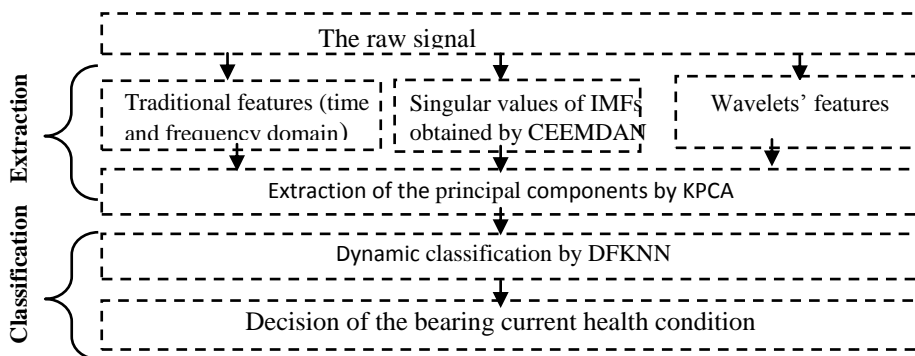 The raw signal
Extraction
Traditional features (time
and frequency domain)
Singular values of IMFs
obtained by CEEMDAN
Wavelets' features
Extraction of the principal components by KPCA
Classification
Dynamic classification by DFKNN
Decision of the bearing current health condition